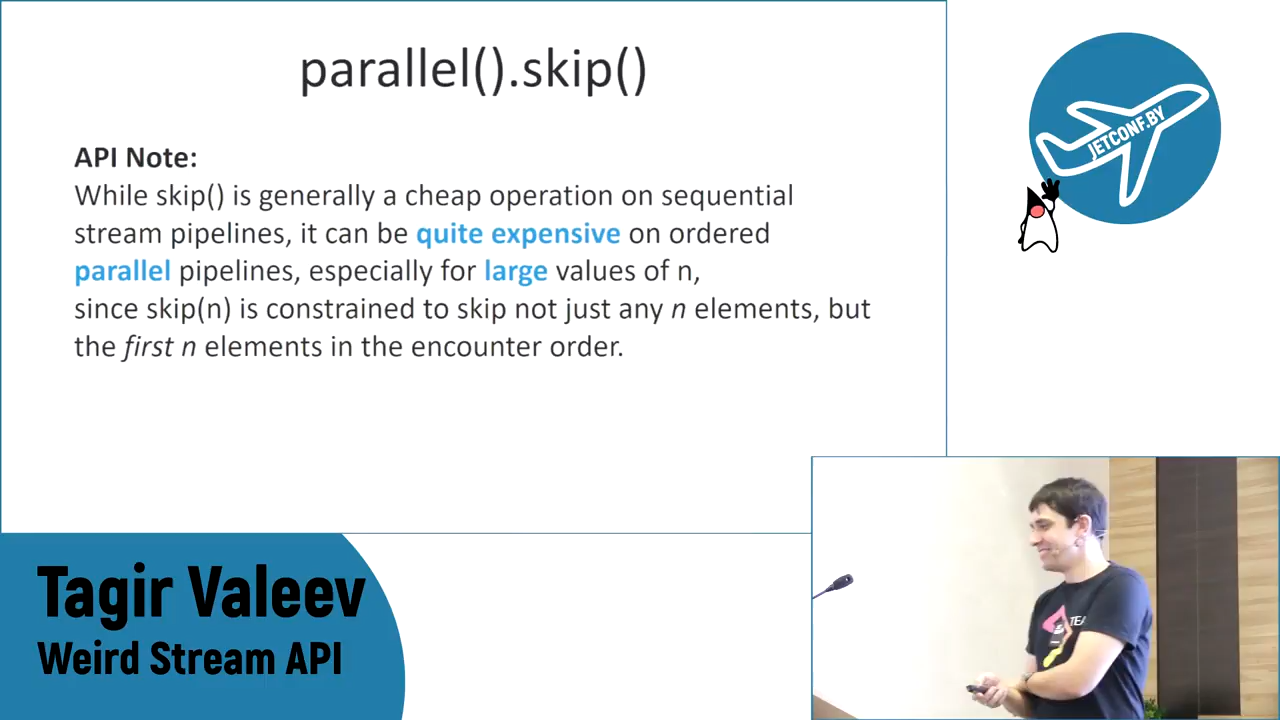 parallel().skip()
API Note:
While skip() is generally a cheap operation on sequential
stream pipelines, it can be quite expensive on ordered
parallel pipelines, especially for large values of n,
since skip(n) is constrained to skip not just any n elements, but
the first n elements in the encounter order.
JETCONF.BY
Tagir Valeev
Weird Stream API